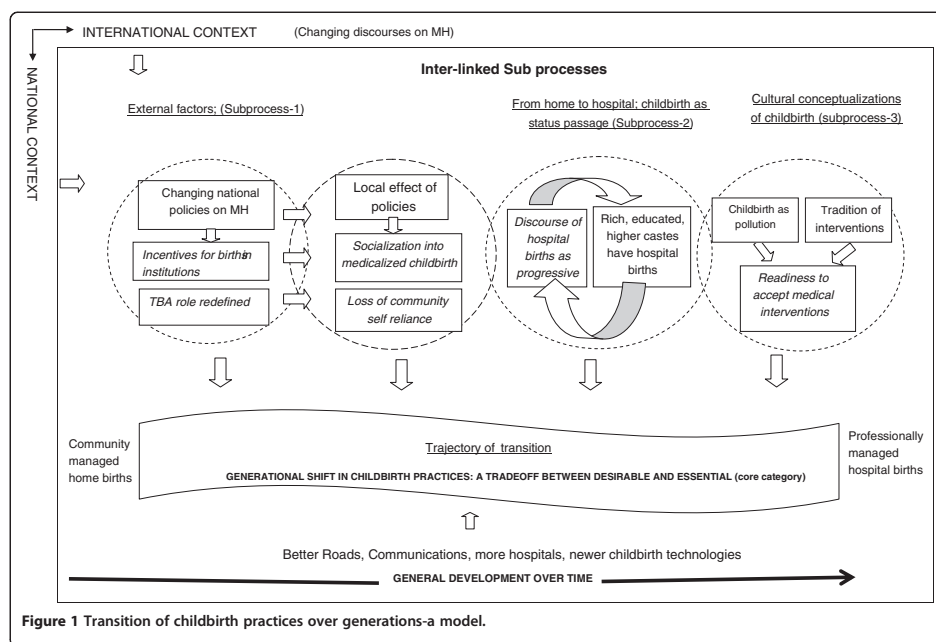 INTERNATIONAL CONTEXT (Changing discourses on MH)
NATIONAL CONTEXT
Inter-linked Sub processes
External factors; (Subprocess-1)
From home to hospital; childbirth as
status passage (Subprocess-2)
Cultural conceptualizations
of childbirth (subprocess-3)
Changing national
policies on MH
Incentives for births in
institutions
TBA role redefined
Local effect of
policies
Socialization into
medicalized childbirth
Loss of community
self reliance
Discourse of
hospital
births as
progressive
Rich, educated,
higher castes
have hospital
births
Childbirth as
pollution
Tradition of
interventions
Readiness to
accept medical
interventions
Community
managed
home births
Trajectory of transition
GENERATIONAL SHIFT IN CHILDBIRTH PRACTICES: A TRADEOFF BETWEEN DESIRABLE AND ESSENTIAL (core category)
Professionally
managed
hospital births
Better Roads, Communications, more hospitals, newer childbirth technologies
GENERAL DEVELOPMENT OVER TIME
Figure 1 Transition of childbirth practices over generations-a model.